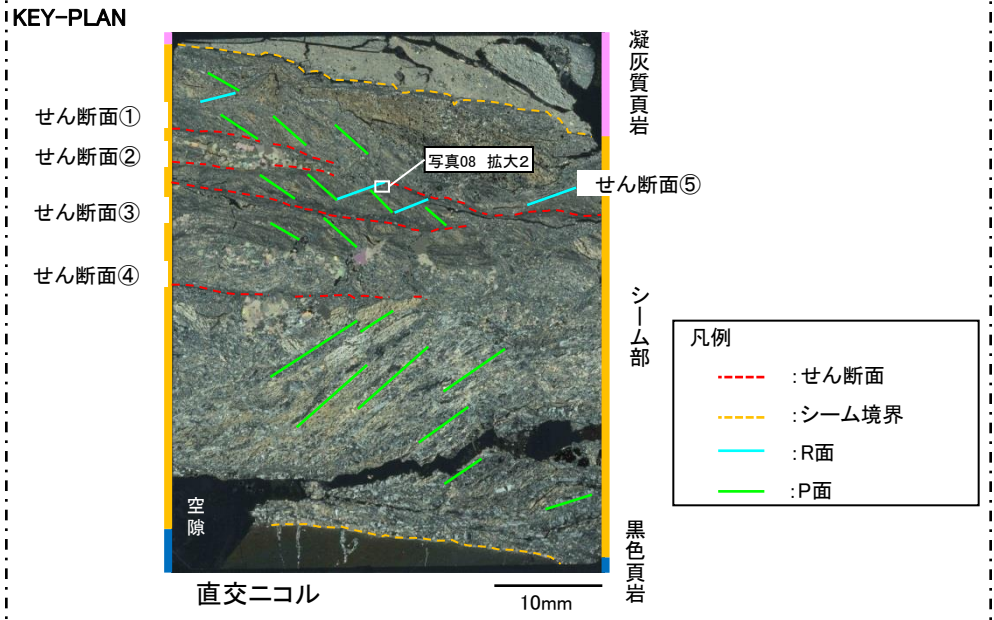 KEY-PLAN
せん断面①
せん断面②
せん断面③
せん断面④
写真08 拡大2
せん断面⑤
凝灰質頁岩
シーム部
黒色頁岩
空隙
直交ニコル
10mm
凡例
:せん断面
:シーム境界
:R面
:P面